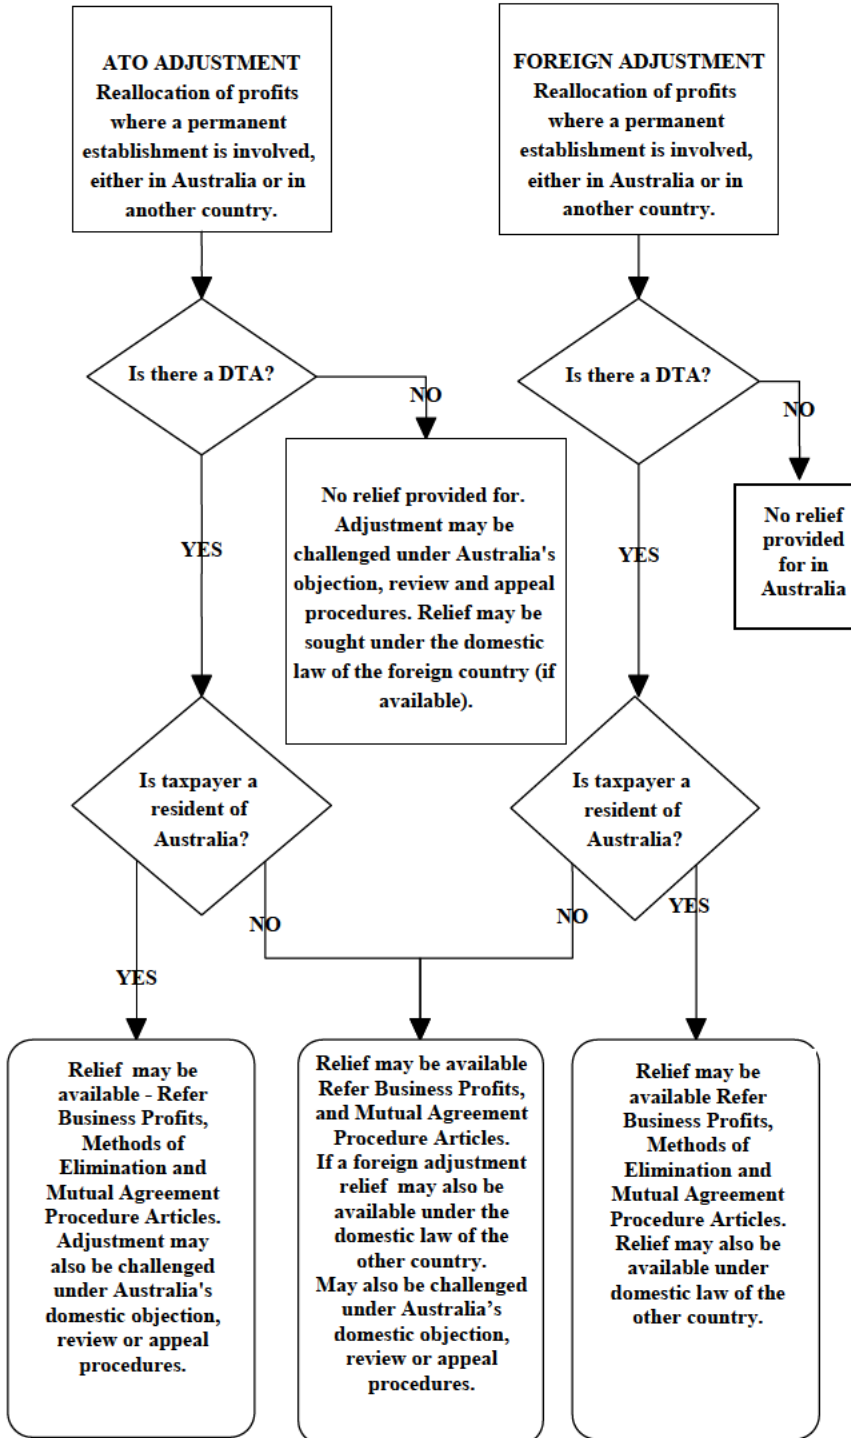 ATO ADJUSTMENT
Reallocation of profits
where a permanent
establishment is involved,
either in Australia or in
another country.
FOREIGN ADJUSTMENT
Reallocation of profits
where a permanent
establishment is involved,
either in Australia or in
another country.
Is there a DTA?
NO
Is there a DTA?
NO
No relief provided for.
Adjustment may be
challenged under Australia's
objection, review and appeal
procedures. Relief may be
sought under the domestic
law of the foreign country (if
available).
No relief
provided
for in
Australia
YES
YES
Is taxpayer a
resident of
Australia?
Is taxpayer a
resident of
Australia?
NO
NO
YES
YES
Relief may be
available - Refer
Business Profits,
Methods of
Elimination and
Mutual Agreement
Procedure Articles.
Adjustment may
also be challenged
under Australia's
domestic objection,
review or appeal
procedures.
Relief may be available
Refer Business Profits,
and Mutual Agreement
Procedure Articles.
If a foreign adjustment
relief may also be
available under the
domestic law of the
other country.
May also be challenged
under Australia’s
domestic objection,
review or appeal
procedures.
Relief may be
available Refer
Business Profits,
Methods of
Elimination and
Mutual Agreement
Procedure Articles.
Relief may also be
available under
domestic law of the
other country.